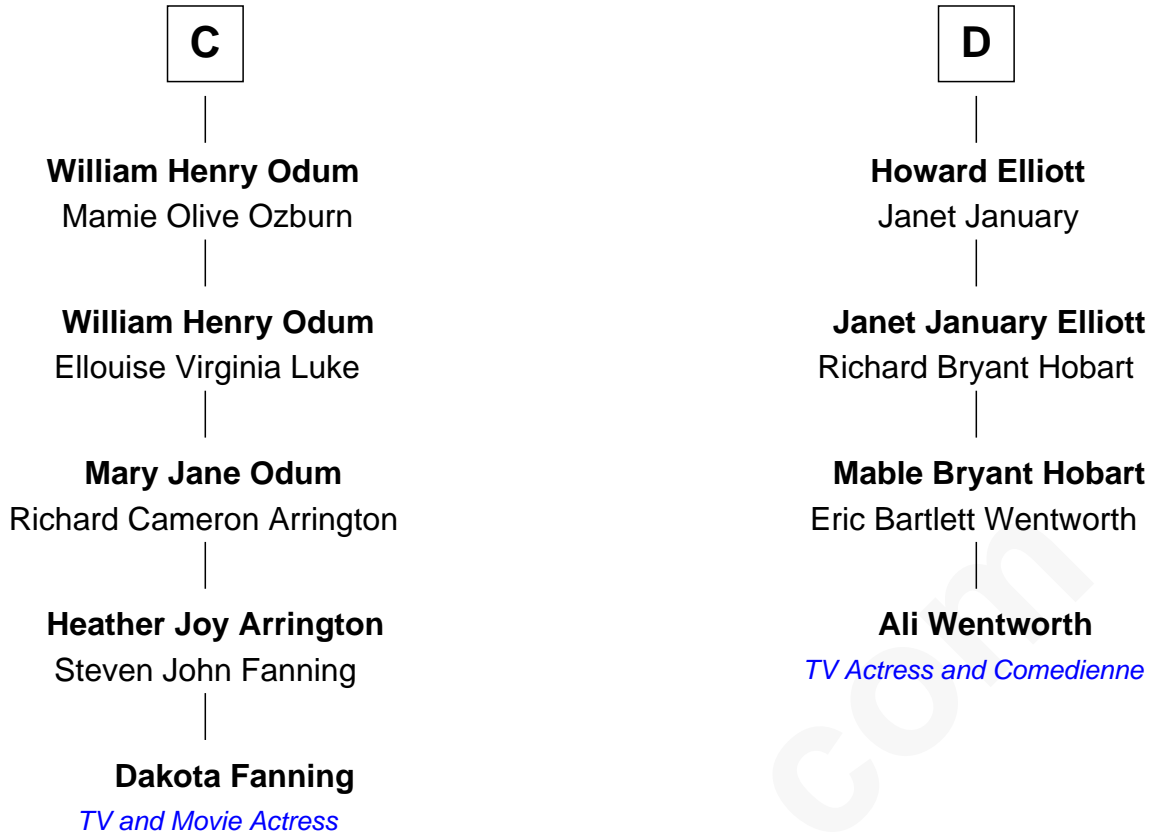 C
William Henry Odum
Mamie Olive Ozburn
William Henry Odum
Ellouise Virginia Luke
Mary Jane Odum
Richard Cameron Arrington
Heather Joy Arrington
Steven John Fanning
Dakota Fanning
TV and Movie Actress
D
Howard Elliott
Janet January
Janet January Elliott
Richard Bryant Hobart
Mable Bryant Hobart
Eric Bartlett Wentworth
Ali Wentworth
TV Actress and Comedienne
com